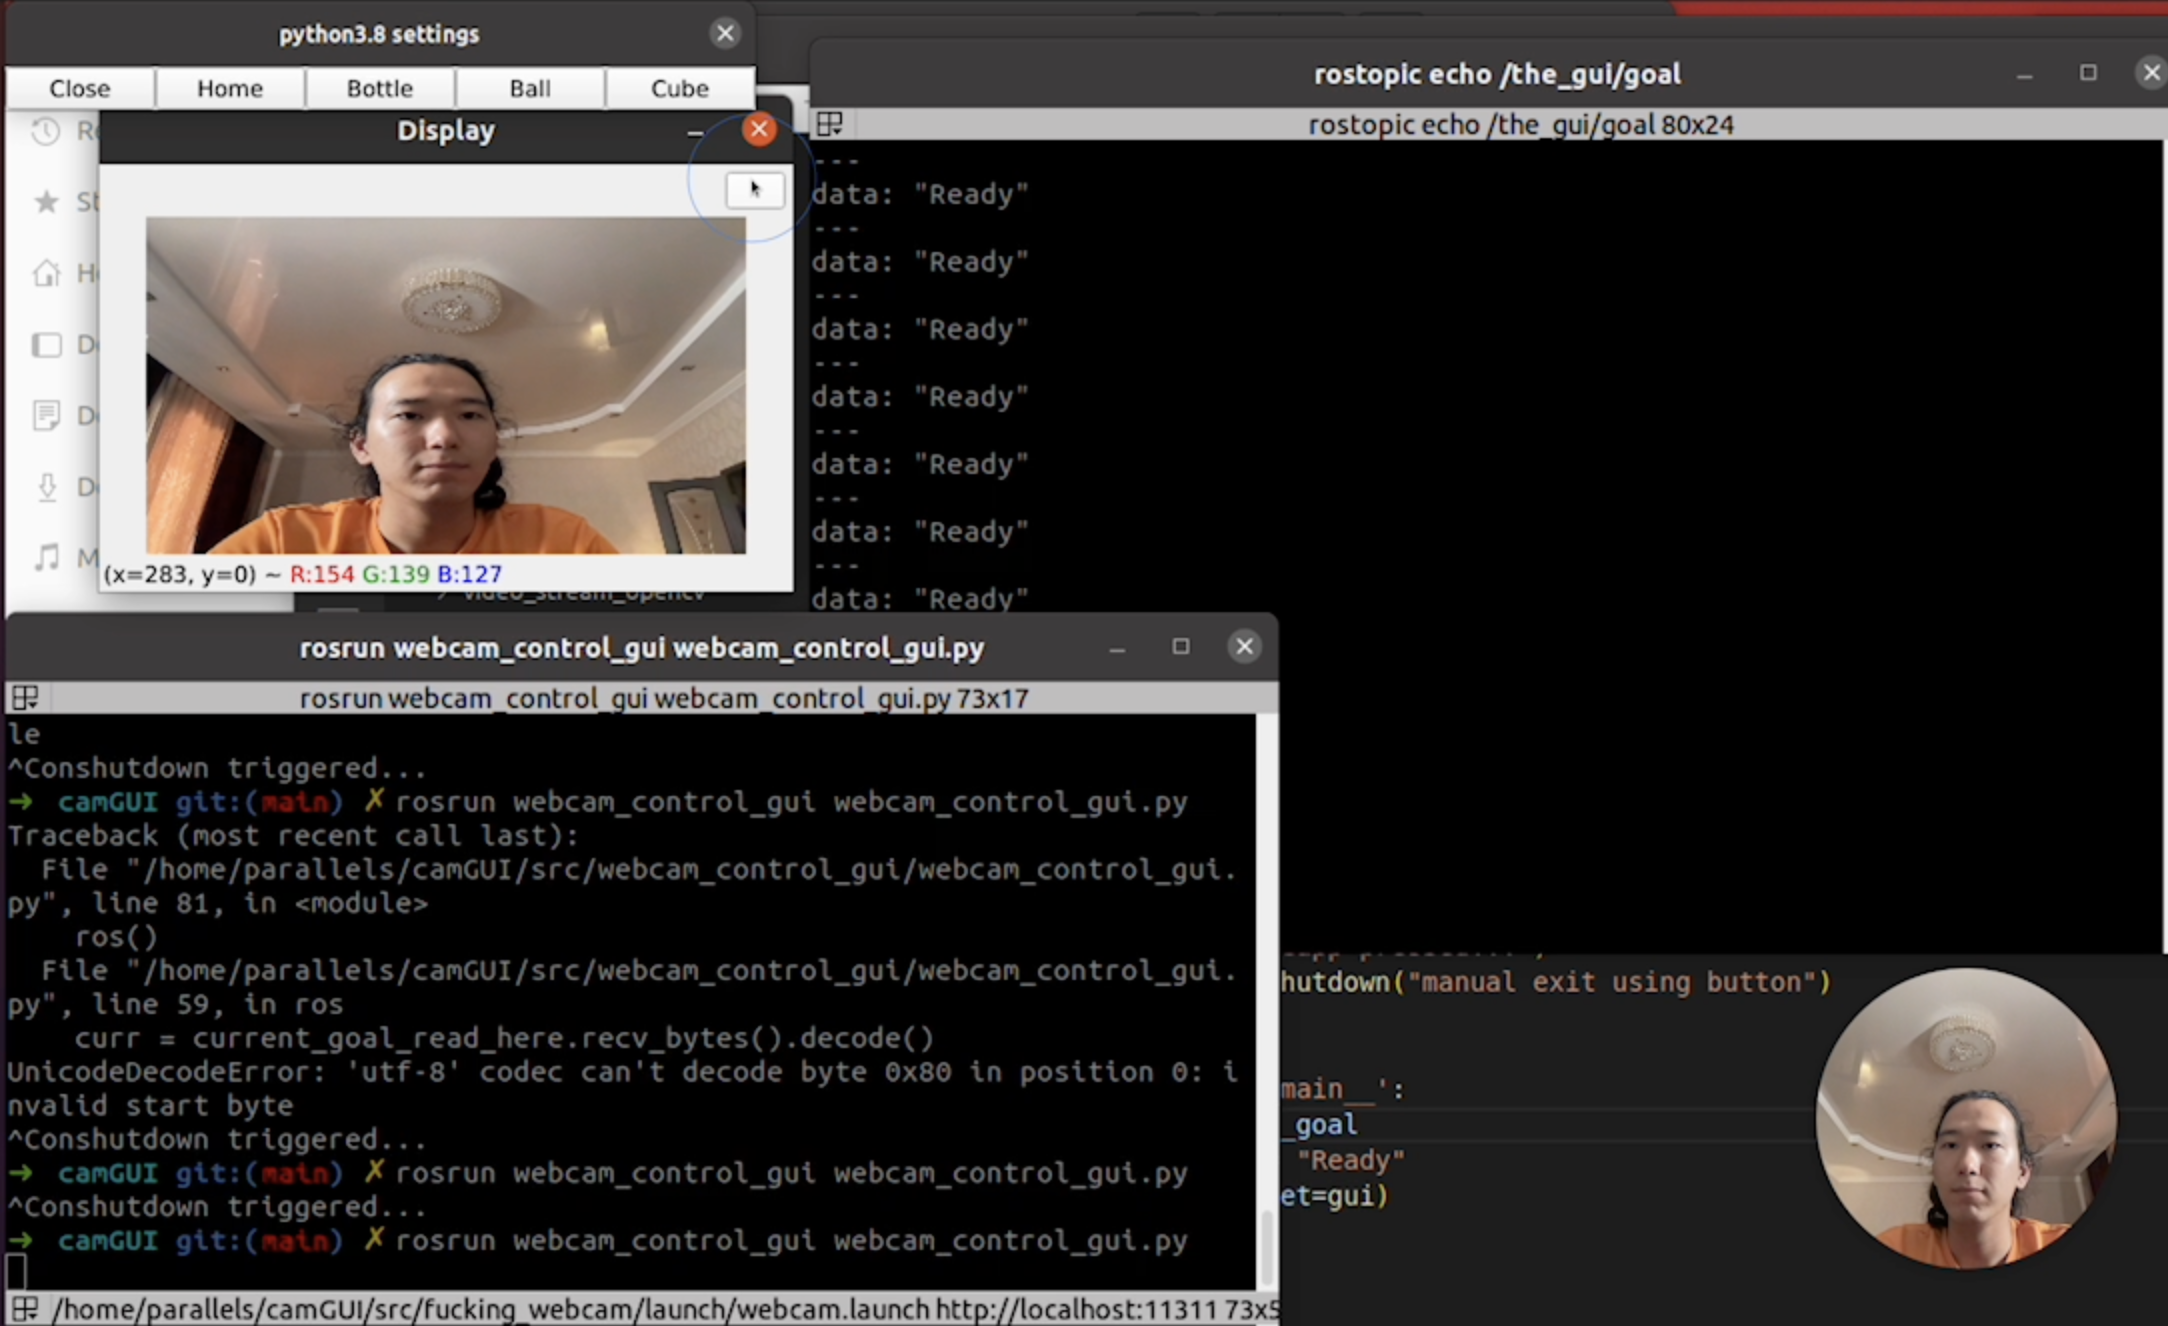 python3.8 settings
Close Home Bottle Ball Cube
Display
(x=283, y=0) ~ R:154 G:139 B:127
video_stream_opencv
rostopic echo /the_gui/goal
rostopic echo /the_gui/goal 80x24
---
data: "Ready"
---
data: "Ready"
---
data: "Ready"
---
data: "Ready"
---
data: "Ready"
---
data: "Ready"
---
data: "Ready"
rosrun webcam_control_gui webcam_control_gui.py
rosrun webcam_control_gui webcam_control_gui.py 73x17
le
^Conshutdown triggered...
➜ camGUI git:(main) ✗ rosrun webcam_control_gui webcam_control_gui.py
Traceback (most recent call last):
File "/home/parallels/camGUI/src/webcam_control_gui/webcam_control_gui.
py", line 81, in <module>
ros()
File "/home/parallels/camGUI/src/webcam_control_gui/webcam_control_gui.
py", line 59, in ros
curr = current_goal_read_here.recv_bytes().decode()
UnicodeDecodeError: 'utf-8' codec can't decode byte 0x80 in position 0: i
nvalid start byte
^Conshutdown triggered...
➜ camGUI git:(main) ✗ rosrun webcam_control_gui webcam_control_gui.py
^Conshutdown triggered...
➜ camGUI git:(main) ✗ rosrun webcam_control_gui webcam_control_gui.py
/home/parallels/camGUI/src/fucking_webcam/launch/webcam.launch http://localhost:11311 73x5
hutdown("manual exit using button")
main__':
_goal
"Ready"
et=gui)